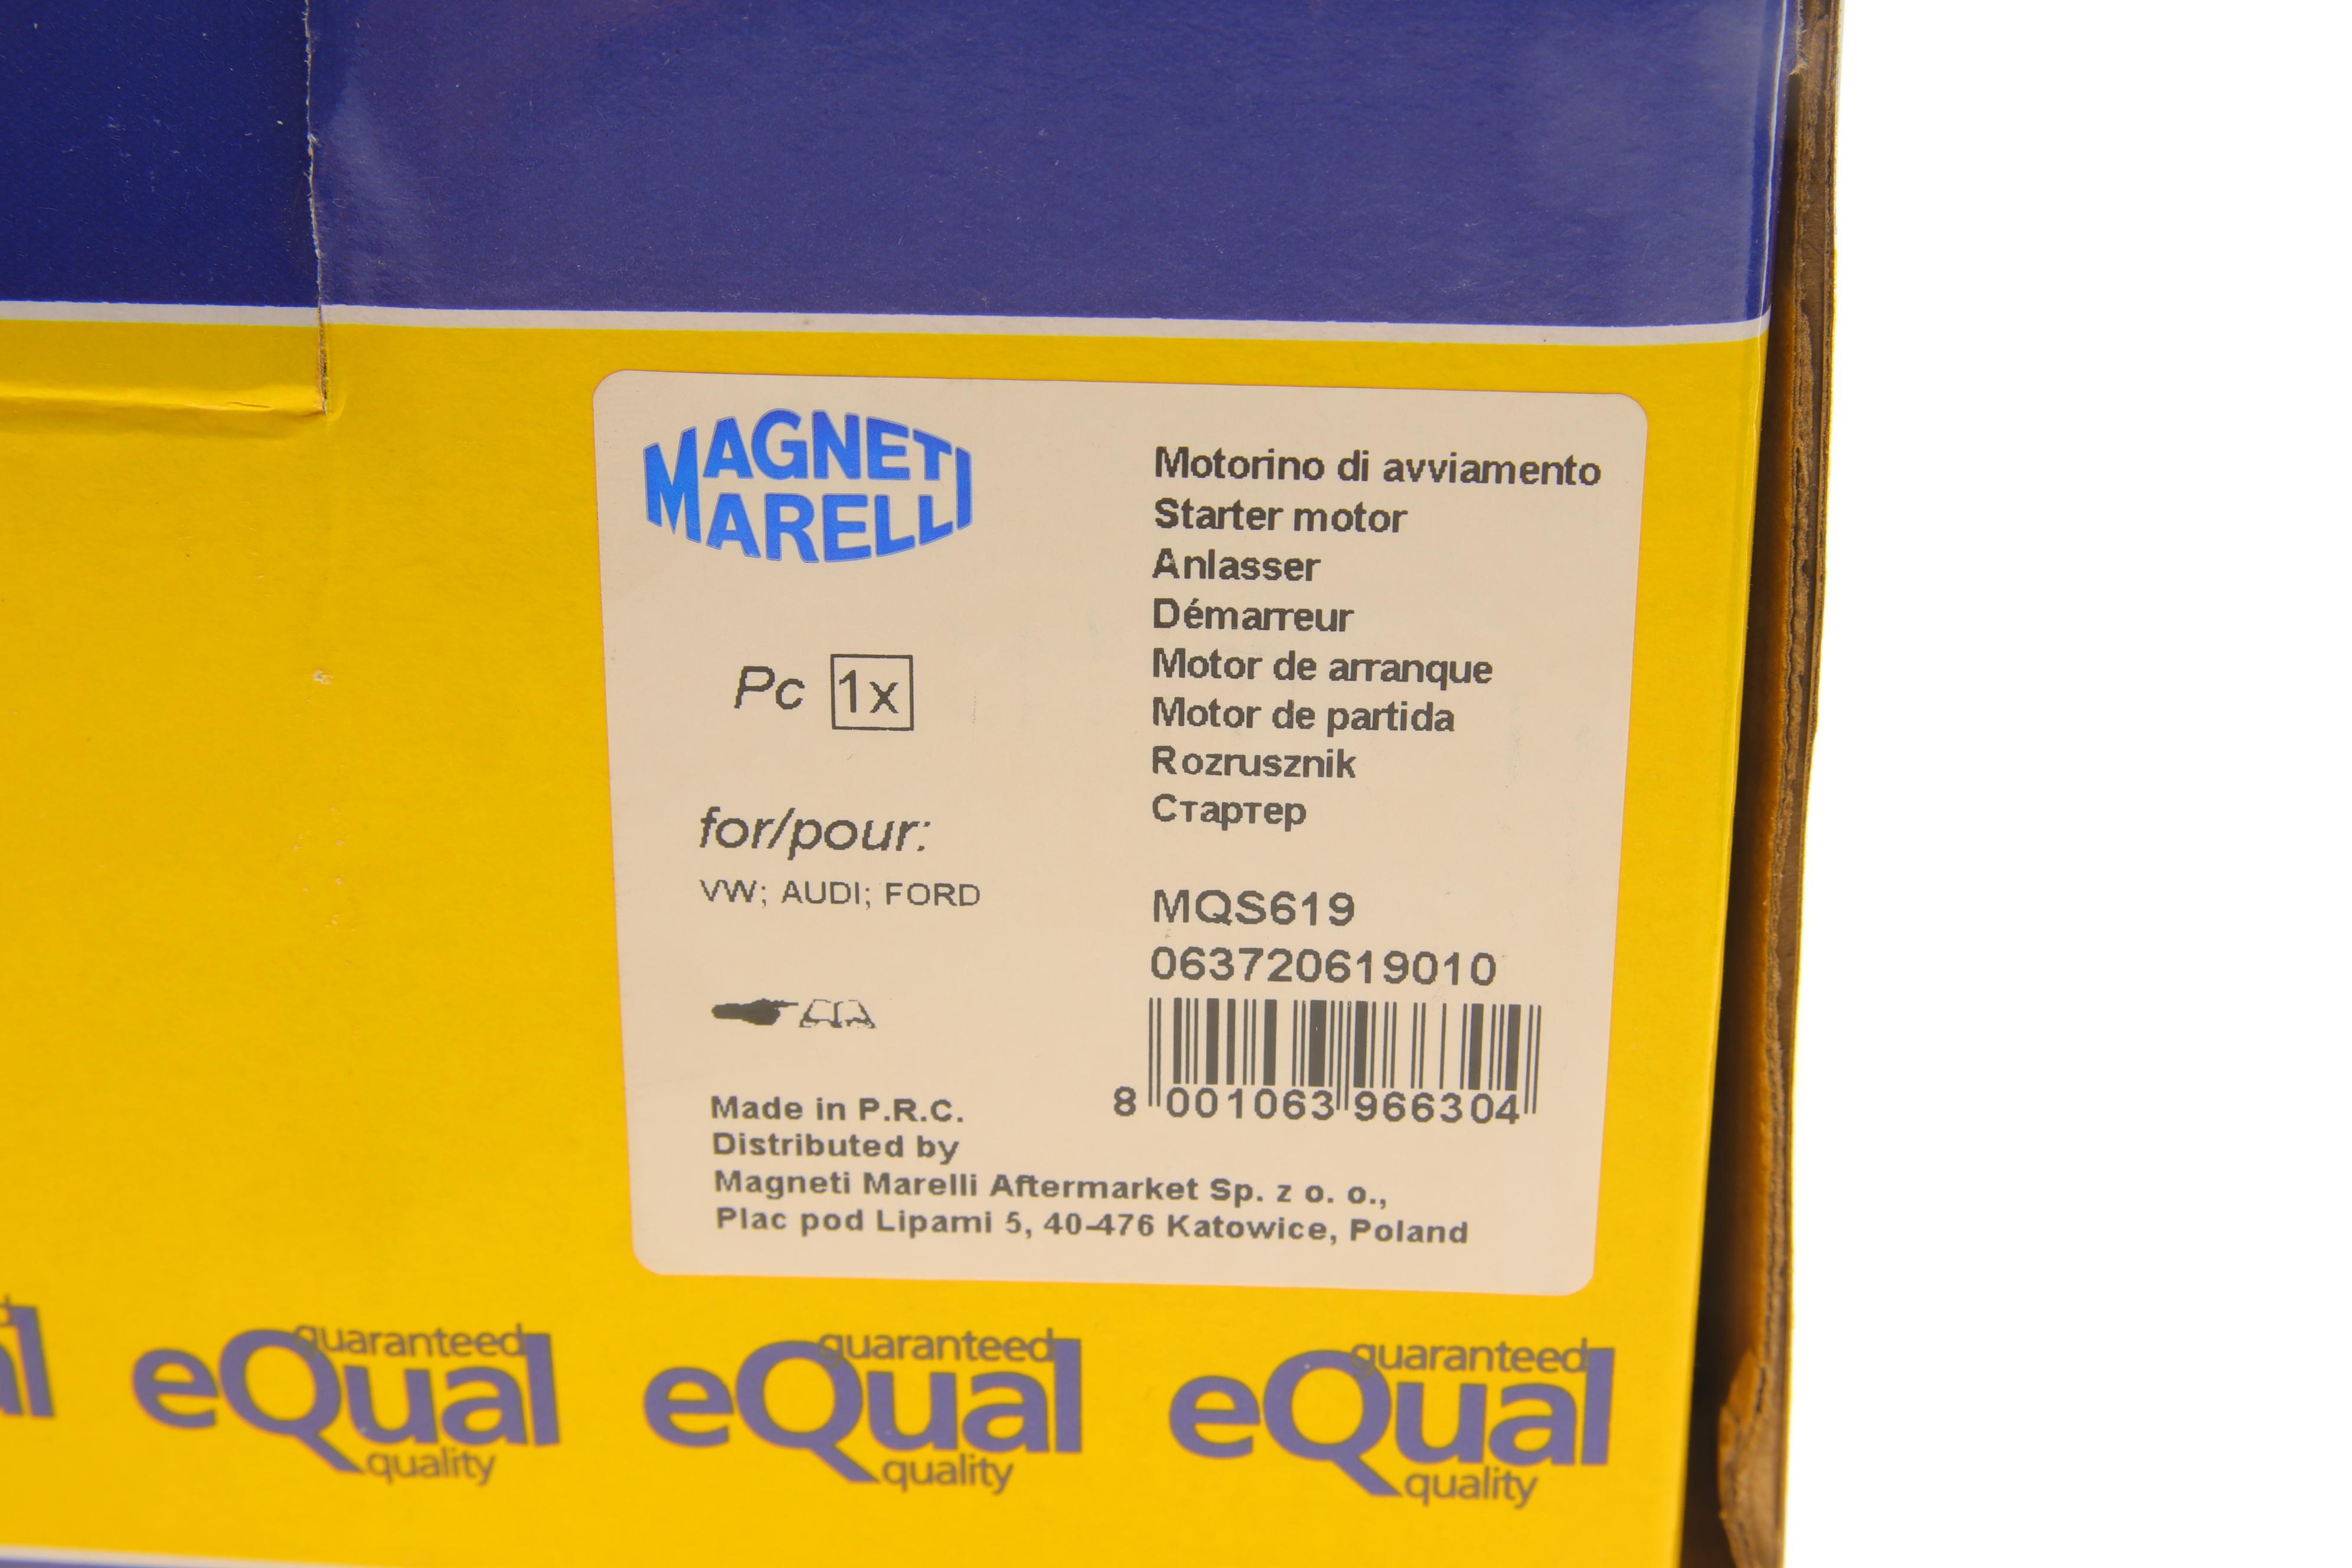 MAGNETI
MARELLI
Motorino di avviamento
Starter motor
Anlasser
Démarreur
Motor de arranque
Motor de partida
Rozrusznik
Стартер
Pc 1x
for/pour:
VW; AUDI; FORD
MQS619
063720619010
8 001063 966304
Made in P.R.C.
Distributed by
Magneti Marelli Aftermarket Sp. z o. o.,
Plac pod Lipami 5, 40-476 Katowice, Poland
guaranteed
eQual
quality
guaranteed
eQual
quality
guaranteed
eQual
quality